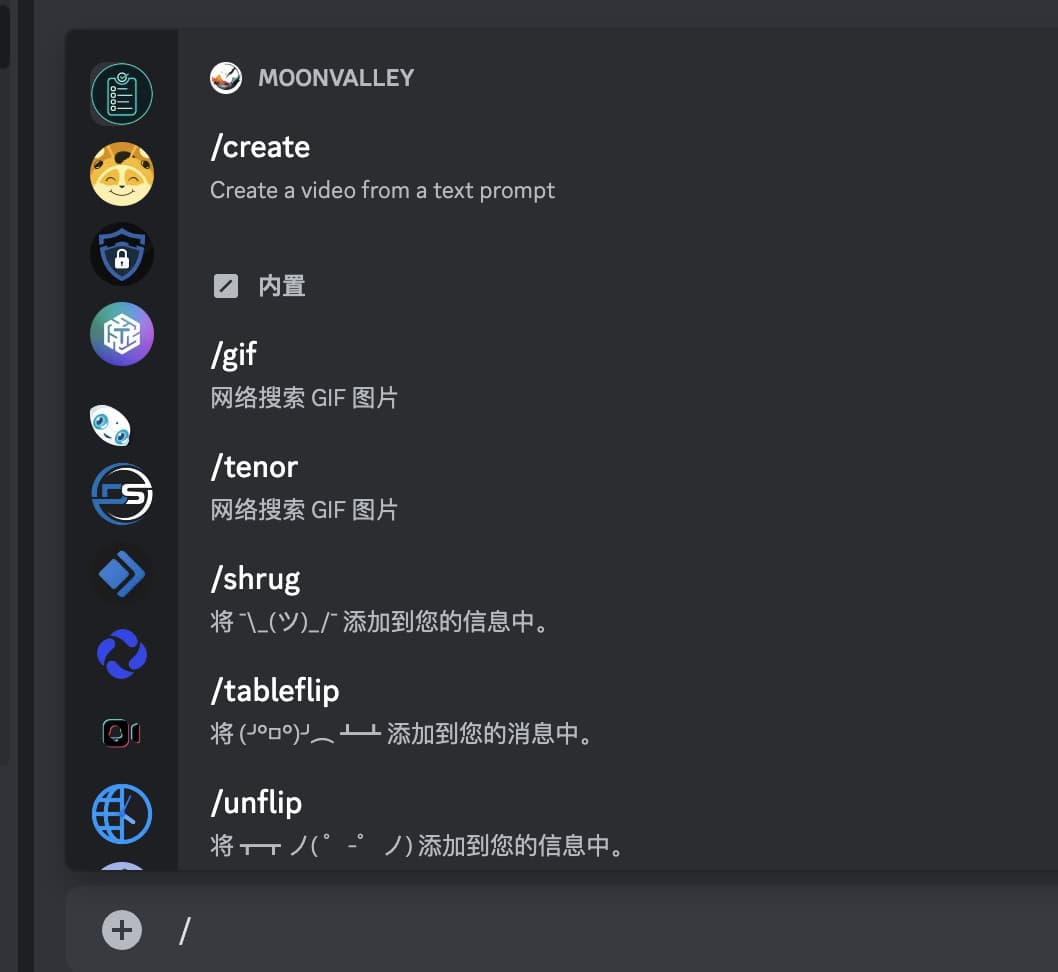 MOONVALLEY
/create
Create a video from a text prompt
内置
/gif
网络搜索 GIF 图片
/tenor
网络搜索 GIF 图片
/shrug
将 ¯\_(ツ)_/¯ 添加到您的信息中。
/tableflip
将 (╯°□°)╯︵ ┻━┻ 添加到您的消息中。
/unflip
将 ┬─┬ ノ( ゜-゜ノ) 添加到您的信息中。
/